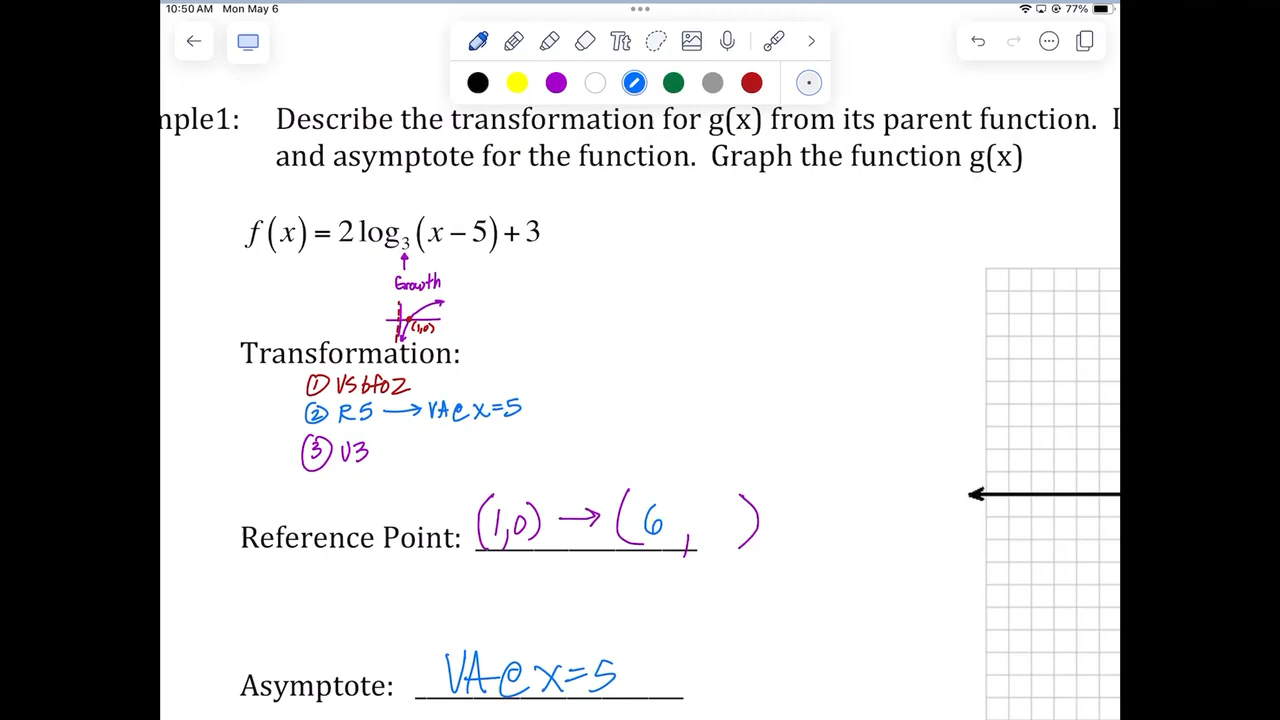 10:50 AM Mon May 6 77%
Tt
mple1: Describe the transformation for g(x) from its parent function. I
and asymptote for the function. Graph the function g(x)
f(x) = 2 log₃(x − 5) + 3
Growth
(1,0)
Transformation:
① VS bfo 2
② R5 → VA@ x=5
③ U3
Reference Point: (1,0) → (6, )
Asymptote: VA@ x=5